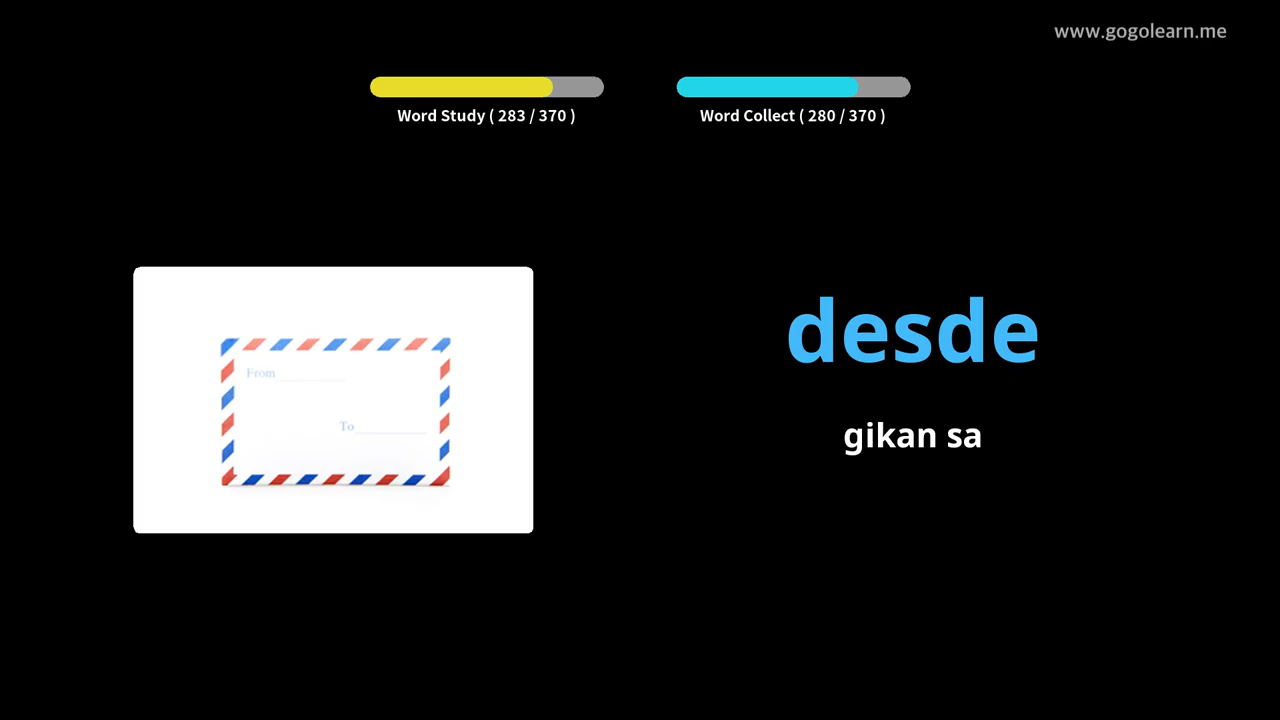 www.gogolearn.me
Word Study ( 283 / 370 )
Word Collect ( 280 / 370 )
From
To
desde
gikan sa